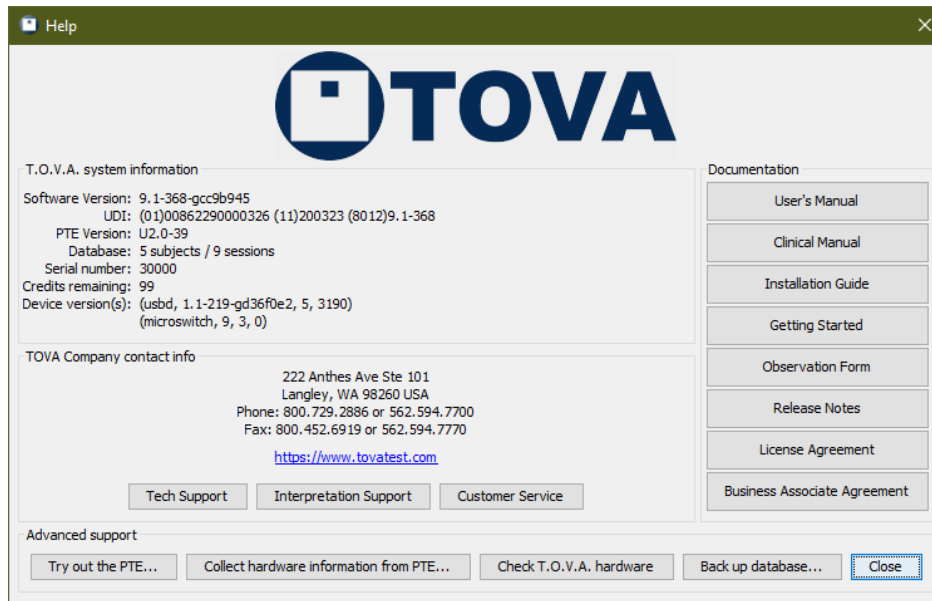 Help
TOVA
T.O.V.A. system information
Software Version: 9.1-368-gcc9b945
UDI: (01)00862290000326 (11)200323 (8012)9.1-368
PTE Version: U2.0-39
Database: 5 subjects / 9 sessions
Serial number: 30000
Credits remaining: 99
Device version(s): (usbd, 1.1-219-gd36f0e2, 5, 3190)
(microswitch, 9, 3, 0)
TOVA Company contact info
222 Anthes Ave Ste 101
Langley, WA 98260 USA
Phone: 800.729.2886 or 562.594.7700
Fax: 800.452.6919 or 562.594.7770
https://www.tovatest.com
Tech Support Interpretation Support Customer Service
Documentation
User's Manual
Clinical Manual
Installation Guide
Getting Started
Observation Form
Release Notes
License Agreement
Business Associate Agreement
Advanced support
Try out the PTE... Collect hardware information from PTE... Check T.O.V.A. hardware Back up database... Close